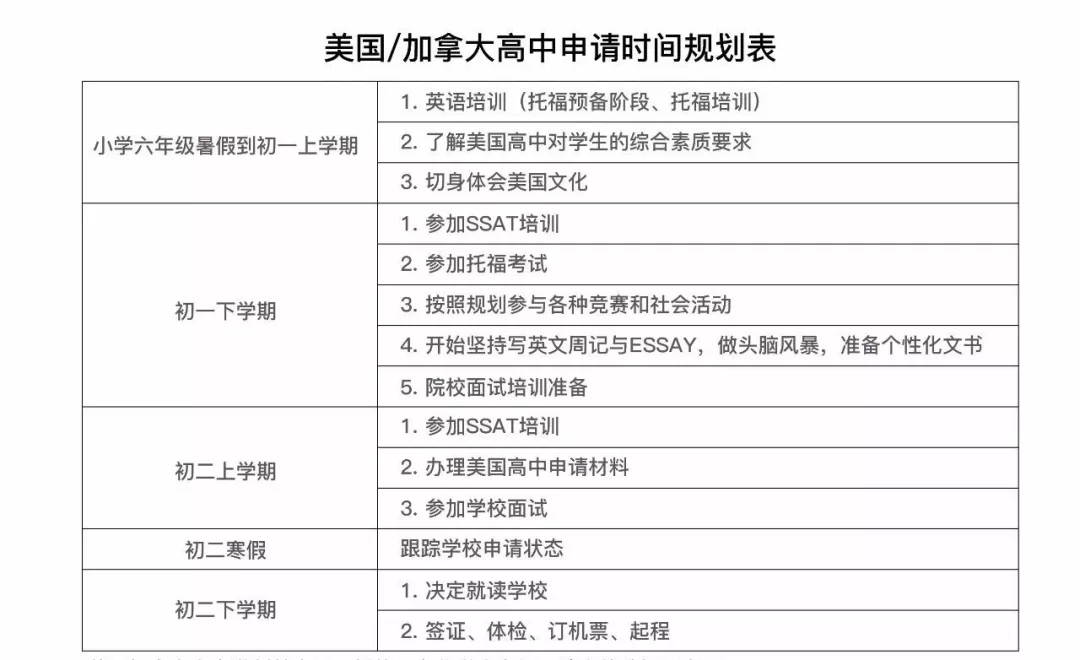 美国/加拿大高中申请时间规划表
小学六年级暑假到初一上学期
1. 英语培训（托福预备阶段、托福培训）
2. 了解美国高中对学生的综合素质要求
3. 切身体会美国文化
初一下学期
1. 参加SSAT培训
2. 参加托福考试
3. 按照规划参与各种竞赛和社会活动
4. 开始坚持写英文周记与ESSAY，做头脑风暴，准备个性化文书
5. 院校面试培训准备
初二上学期
1. 参加SSAT培训
2. 办理美国高中申请材料
3. 参加学校面试
初二寒假
跟踪学校申请状态
初二下学期
1. 决定就读学校
2. 签证、体检、订机票、起程